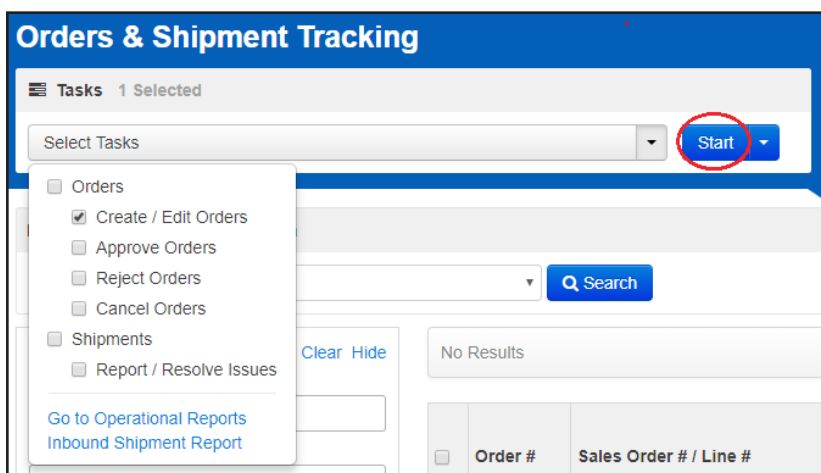 Orders & Shipment Tracking
Tasks 1 Selected
Select Tasks
Start
Orders
Create / Edit Orders
Approve Orders
Reject Orders
Cancel Orders
Shipments
Report / Resolve Issues
Go to Operational Reports
Inbound Shipment Report
Search
Clear Hide
No Results
Order #
Sales Order # / Line #